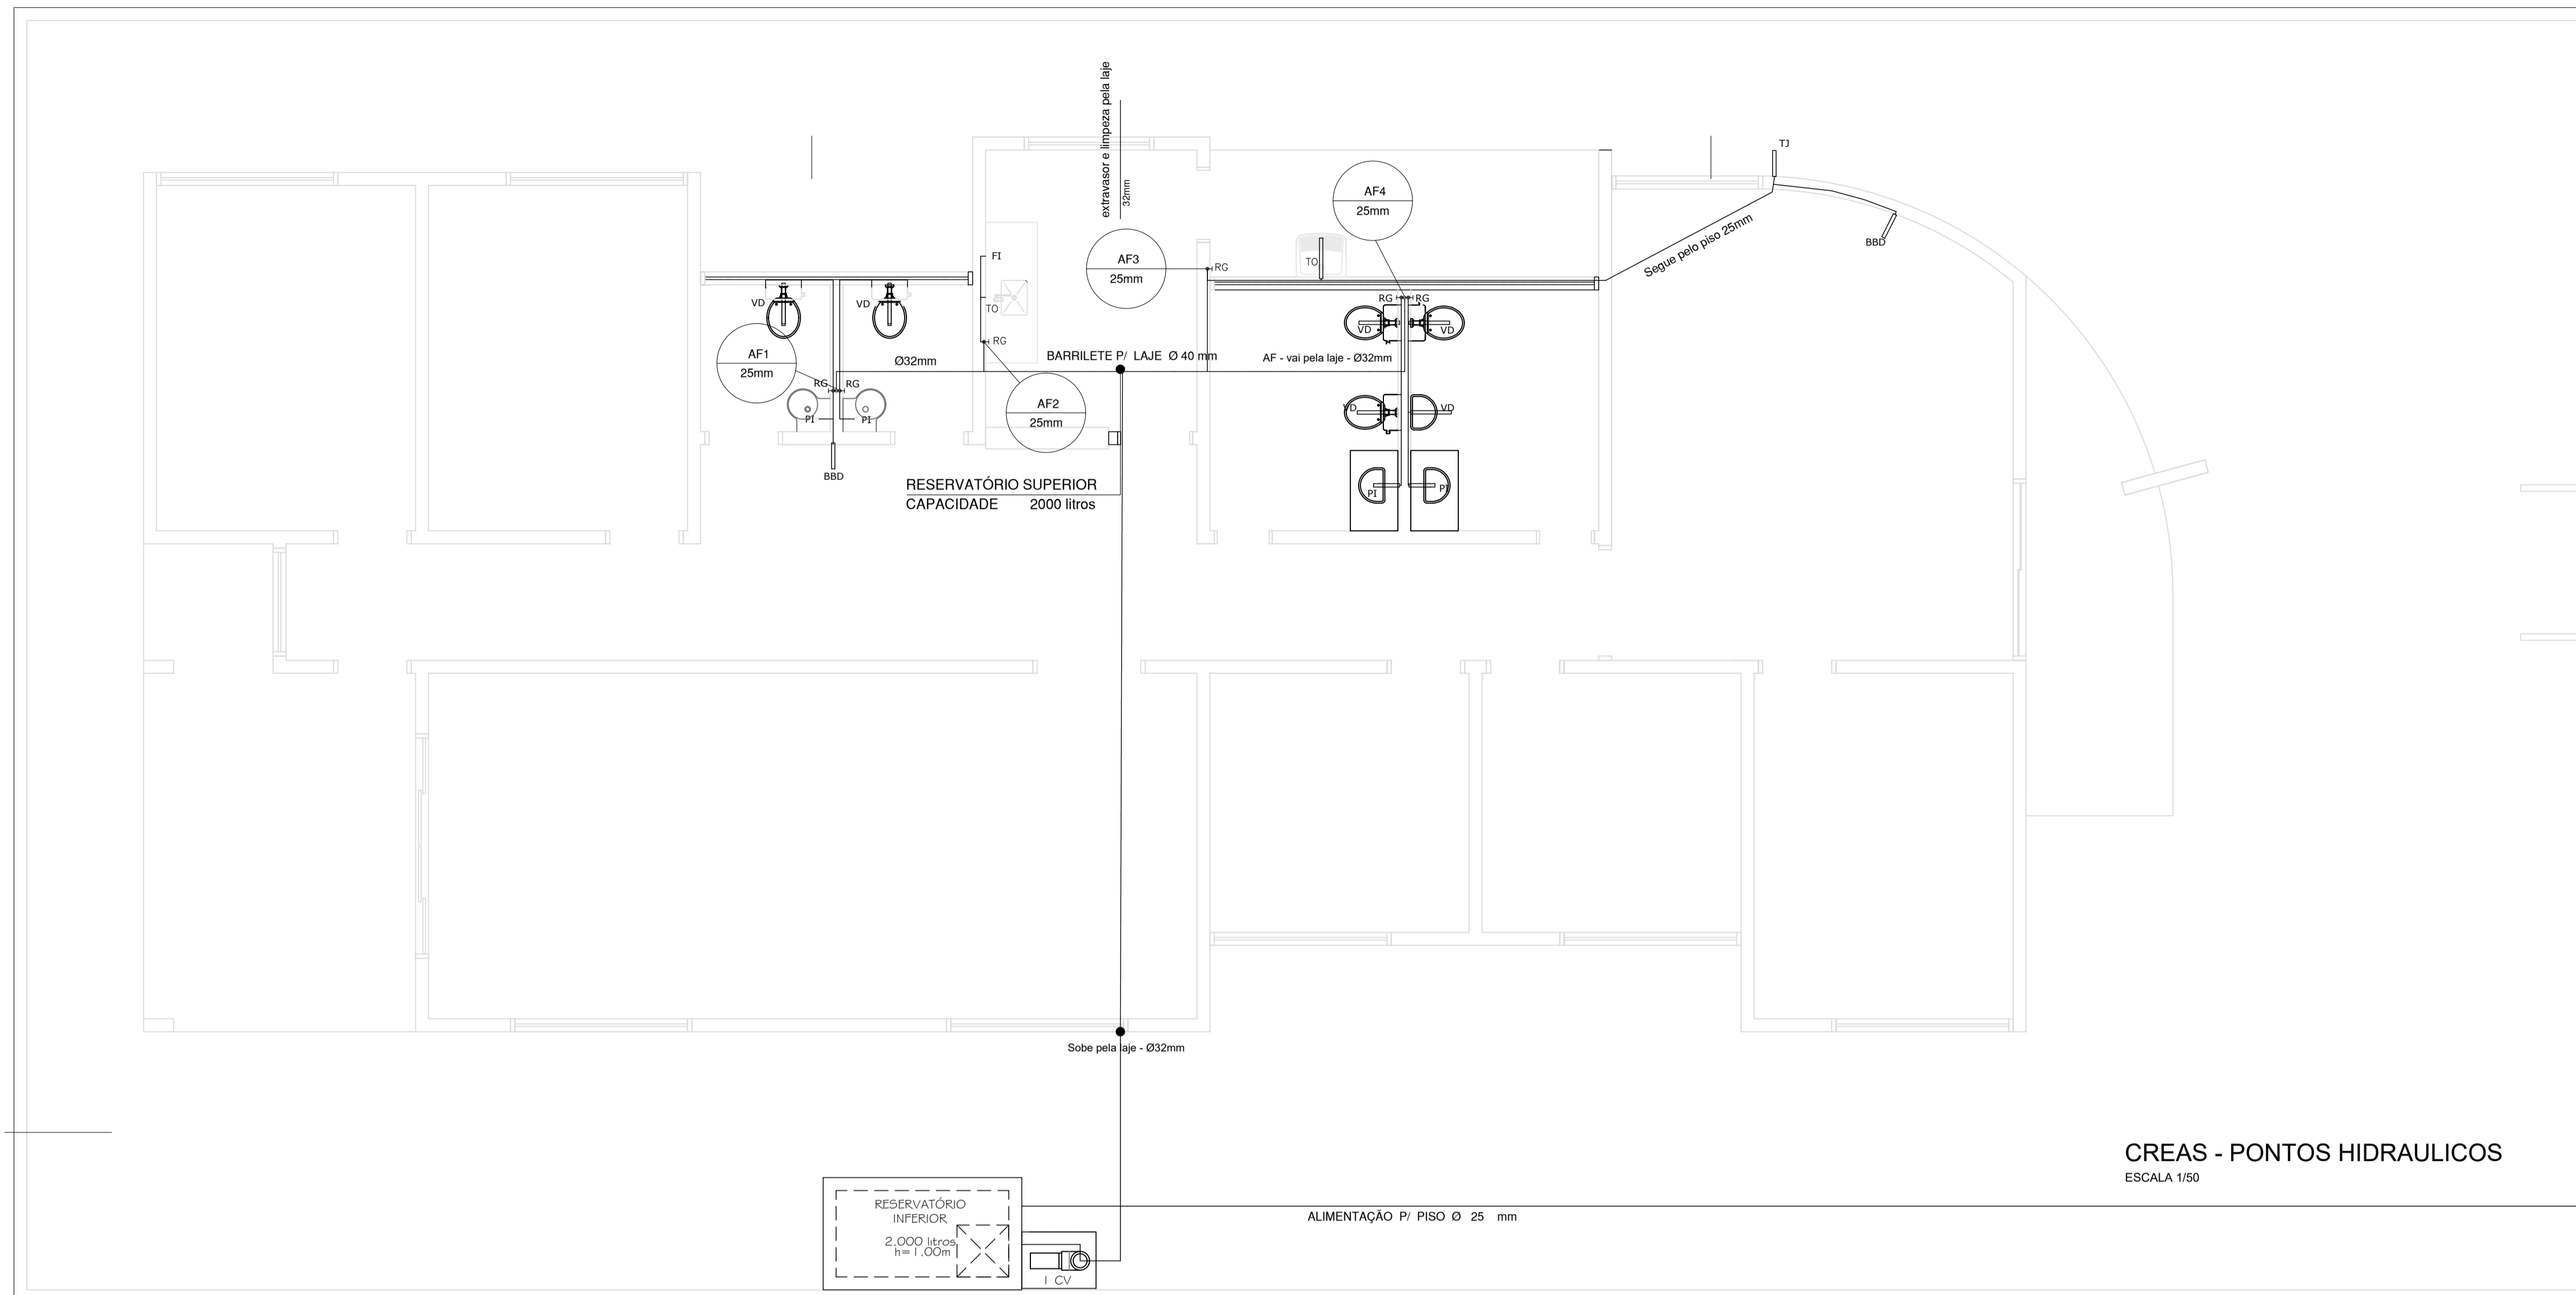 extravasor e limpeza pela laje
32mm
TJ
AF4
25mm
BBD
Segue pelo piso 25mm
FI
AF3
25mm
RG
TO
VD
VD
TO
RG
RG
RG
VD
VD
AF1
25mm
Ø32mm
BARRILETE P/ LAJE Ø 40 mm
AF - vai pela laje - Ø32mm
RG
RG
AF2
25mm
PI
PI
VD
VD
BBD
RESERVATÓRIO SUPERIOR
CAPACIDADE 2000 litros
PI
PI
Sobe pela laje - Ø32mm
CREAS - PONTOS HIDRAULICOS
ESCALA 1/50
RESERVATÓRIO
INFERIOR
2.000 litros
h=1.00m
ALIMENTAÇÃO P/ PISO Ø 25 mm
1 CV